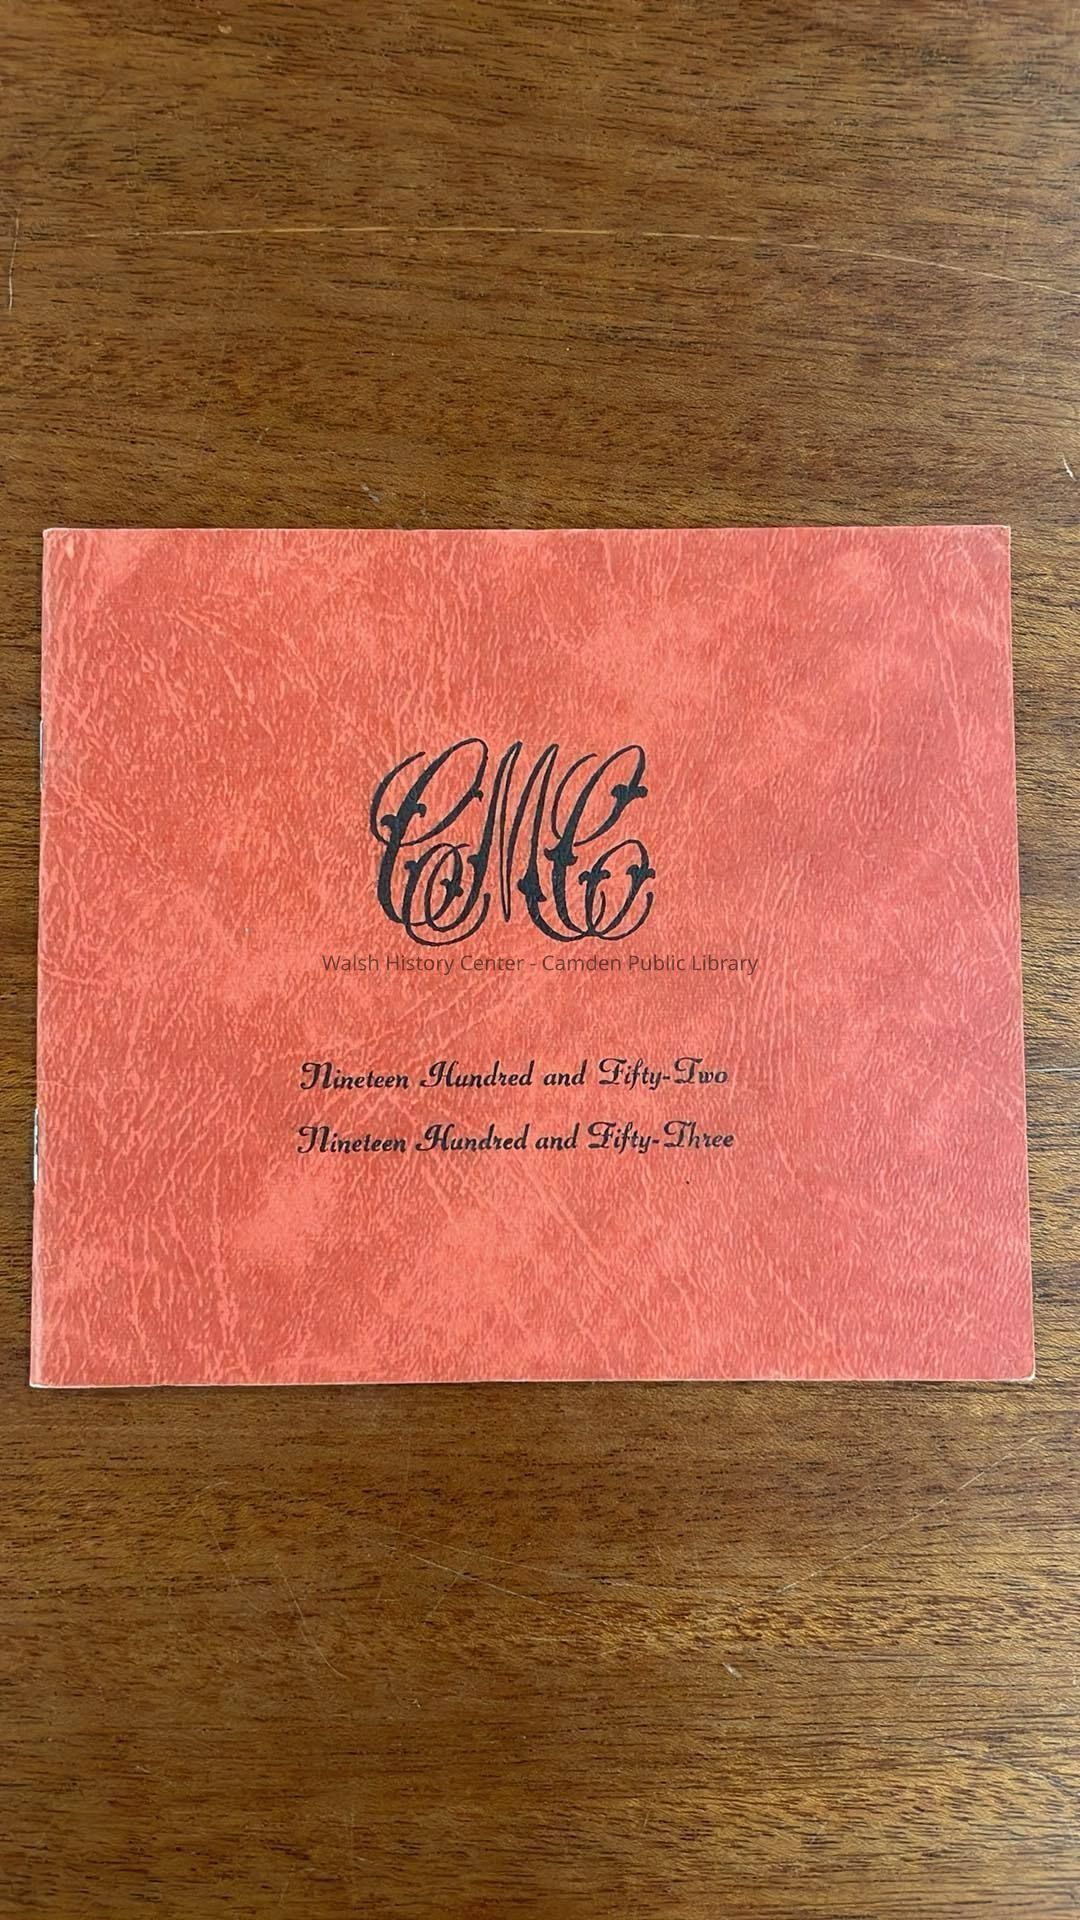 CMC
Walsh History Center - Camden Public Library
Nineteen Hundred and Fifty-Two
Nineteen Hundred and Fifty-Three